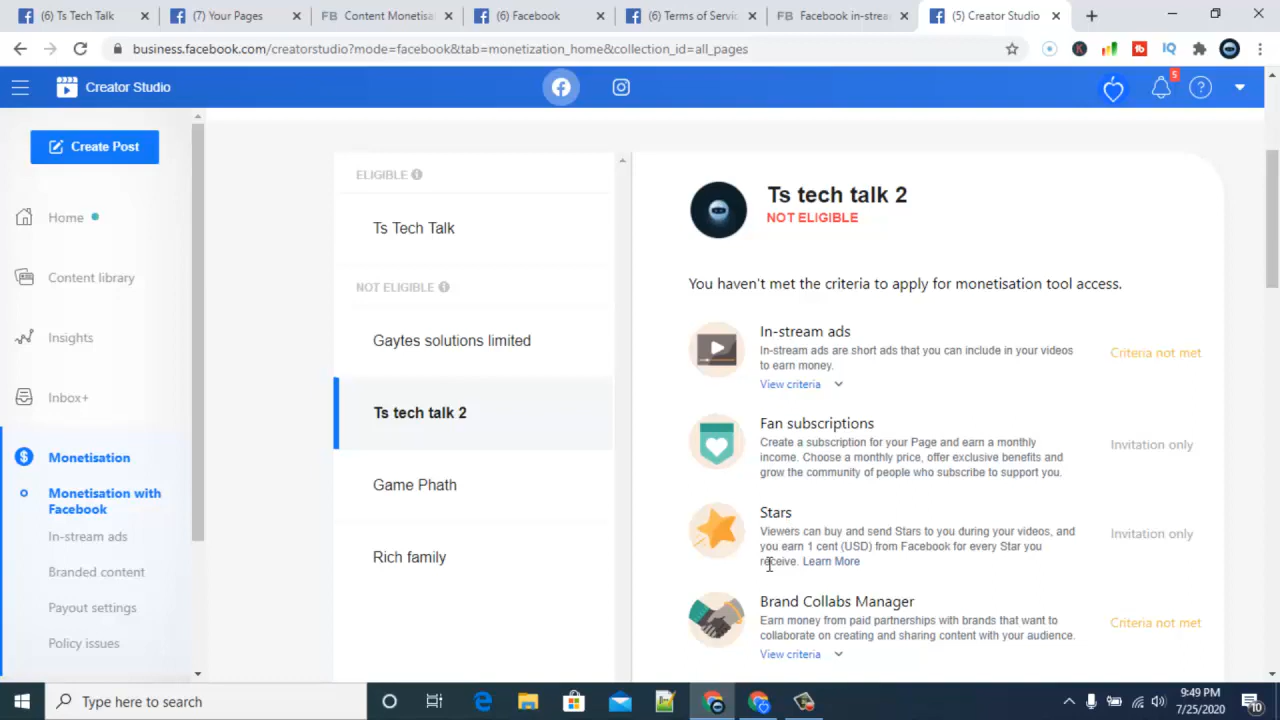 (6) Ts Tech Talk
(7) Your Pages
Content Monetisa
(6) Facebook
(6) Terms of Servic
Facebook in-strea
(5) Creator Studio
business.facebook.com/creatorstudio?mode=facebook&tab=monetization_home&collection_id=all_pages
Creator Studio
5
Create Post
Home
Content library
Insights
Inbox+
Monetisation
Monetisation with
Facebook
In-stream ads
Branded content
Payout settings
Policy issues
ELIGIBLE
Ts Tech Talk
NOT ELIGIBLE
Gaytes solutions limited
Ts tech talk 2
Game Phath
Rich family
Ts tech talk 2
NOT ELIGIBLE
You haven't met the criteria to apply for monetisation tool access.
In-stream ads
In-stream ads are short ads that you can include in your videos
to earn money.
View criteria
Criteria not met
Fan subscriptions
Create a subscription for your Page and earn a monthly
income. Choose a monthly price, offer exclusive benefits and
grow the community of people who subscribe to support you.
Invitation only
Stars
Viewers can buy and send Stars to you during your videos, and
you earn 1 cent (USD) from Facebook for every Star you
receive. Learn More
Invitation only
Brand Collabs Manager
Earn money from paid partnerships with brands that want to
collaborate on creating and sharing content with your audience.
View criteria
Criteria not met
Type here to search
9:49 PM
7/25/2020
10